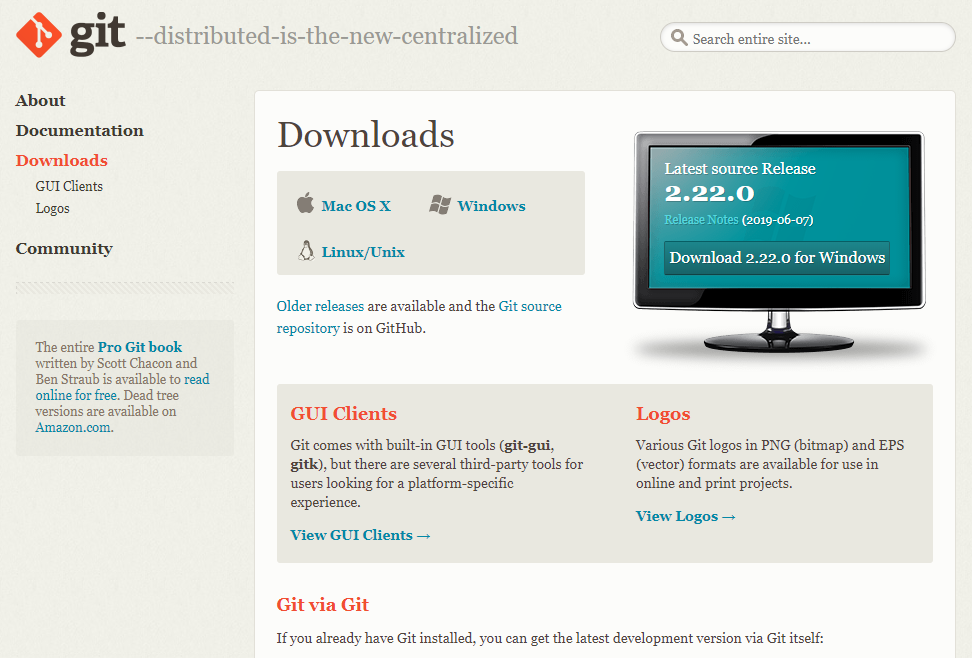 git --distributed-is-the-new-centralized
Search entire site...
About
Documentation
Downloads
GUI Clients
Logos
Community
The entire Pro Git book
written by Scott Chacon and
Ben Straub is available to read
online for free. Dead tree
versions are available on
Amazon.com.
Downloads
Mac OS X
Windows
Linux/Unix
Older releases are available and the Git source
repository is on GitHub.
Latest source Release
2.22.0
Release Notes (2019-06-07)
Download 2.22.0 for Windows
GUI Clients
Git comes with built-in GUI tools (git-gui,
gitk), but there are several third-party tools for
users looking for a platform-specific
experience.
View GUI Clients →
Logos
Various Git logos in PNG (bitmap) and EPS
(vector) formats are available for use in
online and print projects.
View Logos →
Git via Git
If you already have Git installed, you can get the latest development version via Git itself: